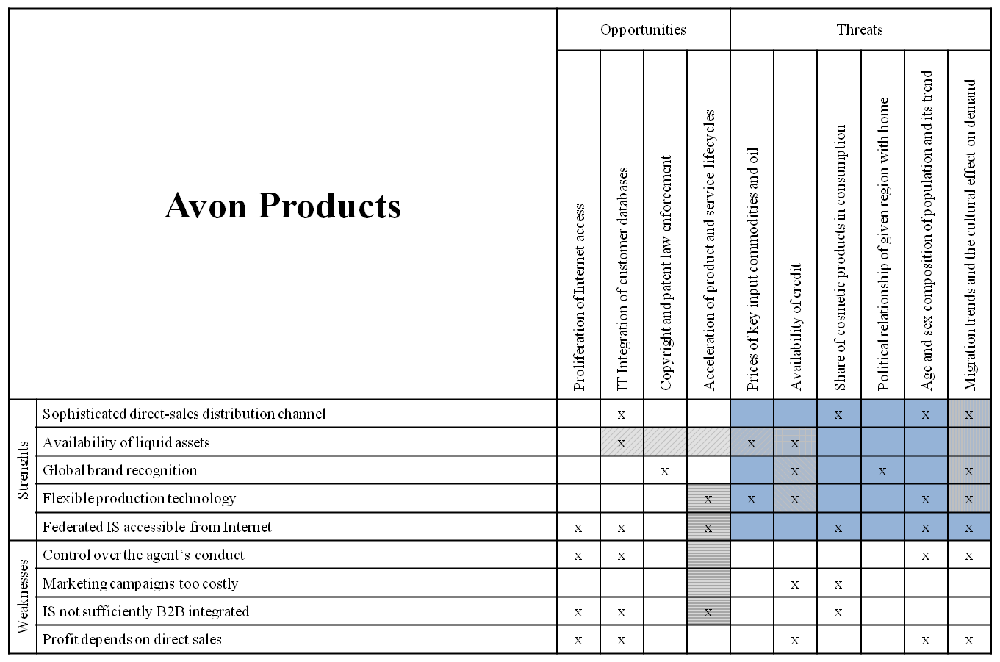 Opportunities
Threats
Avon Products
Proliferation of Internet access
IT Integration of customer databases
Copyright and patent law enforcement
Acceleration of product and service lifecycles
Prices of key input commodities and oil
Availability of credit
Share of cosmetic products in consumption
Political relationship of given region with home
Age and sex composition of population and its trend
Migration trends and the cultural effect on demand
Strenghts
Sophisticated direct-sales distribution channel x x x x
Availability of liquid assets x x x
Global brand recognition x x x x
Flexible production technology x x x x x
Federated IS accessible from Internet x x x x x x
Weaknesses
Control over the agent‘s conduct x x x x
Marketing campaigns too costly x x
IS not sufficiently B2B integrated x x x x
Profit depends on direct sales x x x x x